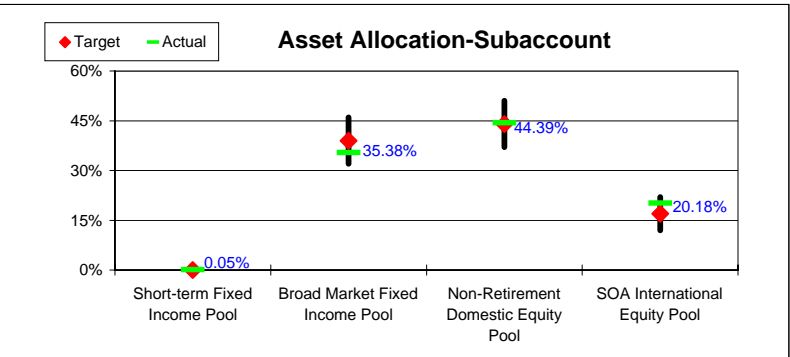 Target Actual
Asset Allocation-Subaccount
60%
45%
30%
15%
0%
0.05%
35.38%
44.39%
20.18%
Short-term Fixed
Income Pool
Broad Market Fixed
Income Pool
Non-Retirement
Domestic Equity
Pool
SOA International
Equity Pool